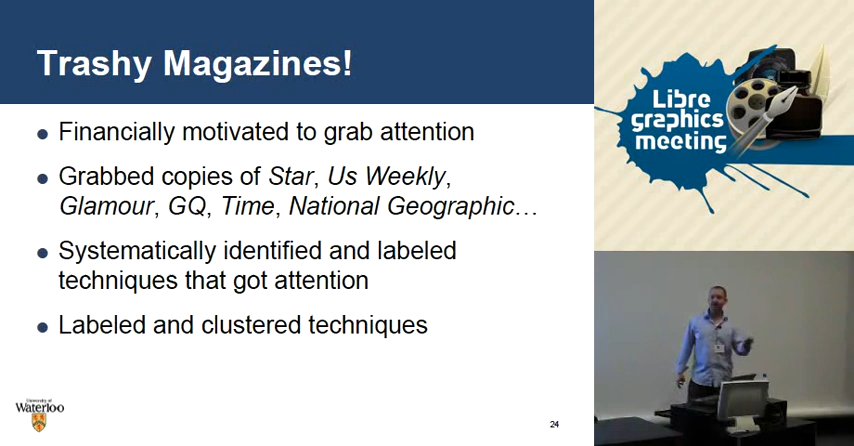 Trashy Magazines!
Financially motivated to grab attention
Grabbed copies of Star, Us Weekly,
Glamour, GQ, Time, National Geographic…
Systematically identified and labeled
techniques that got attention
Labeled and clustered techniques
University of
Waterloo
24
Libre
graphics
meeting